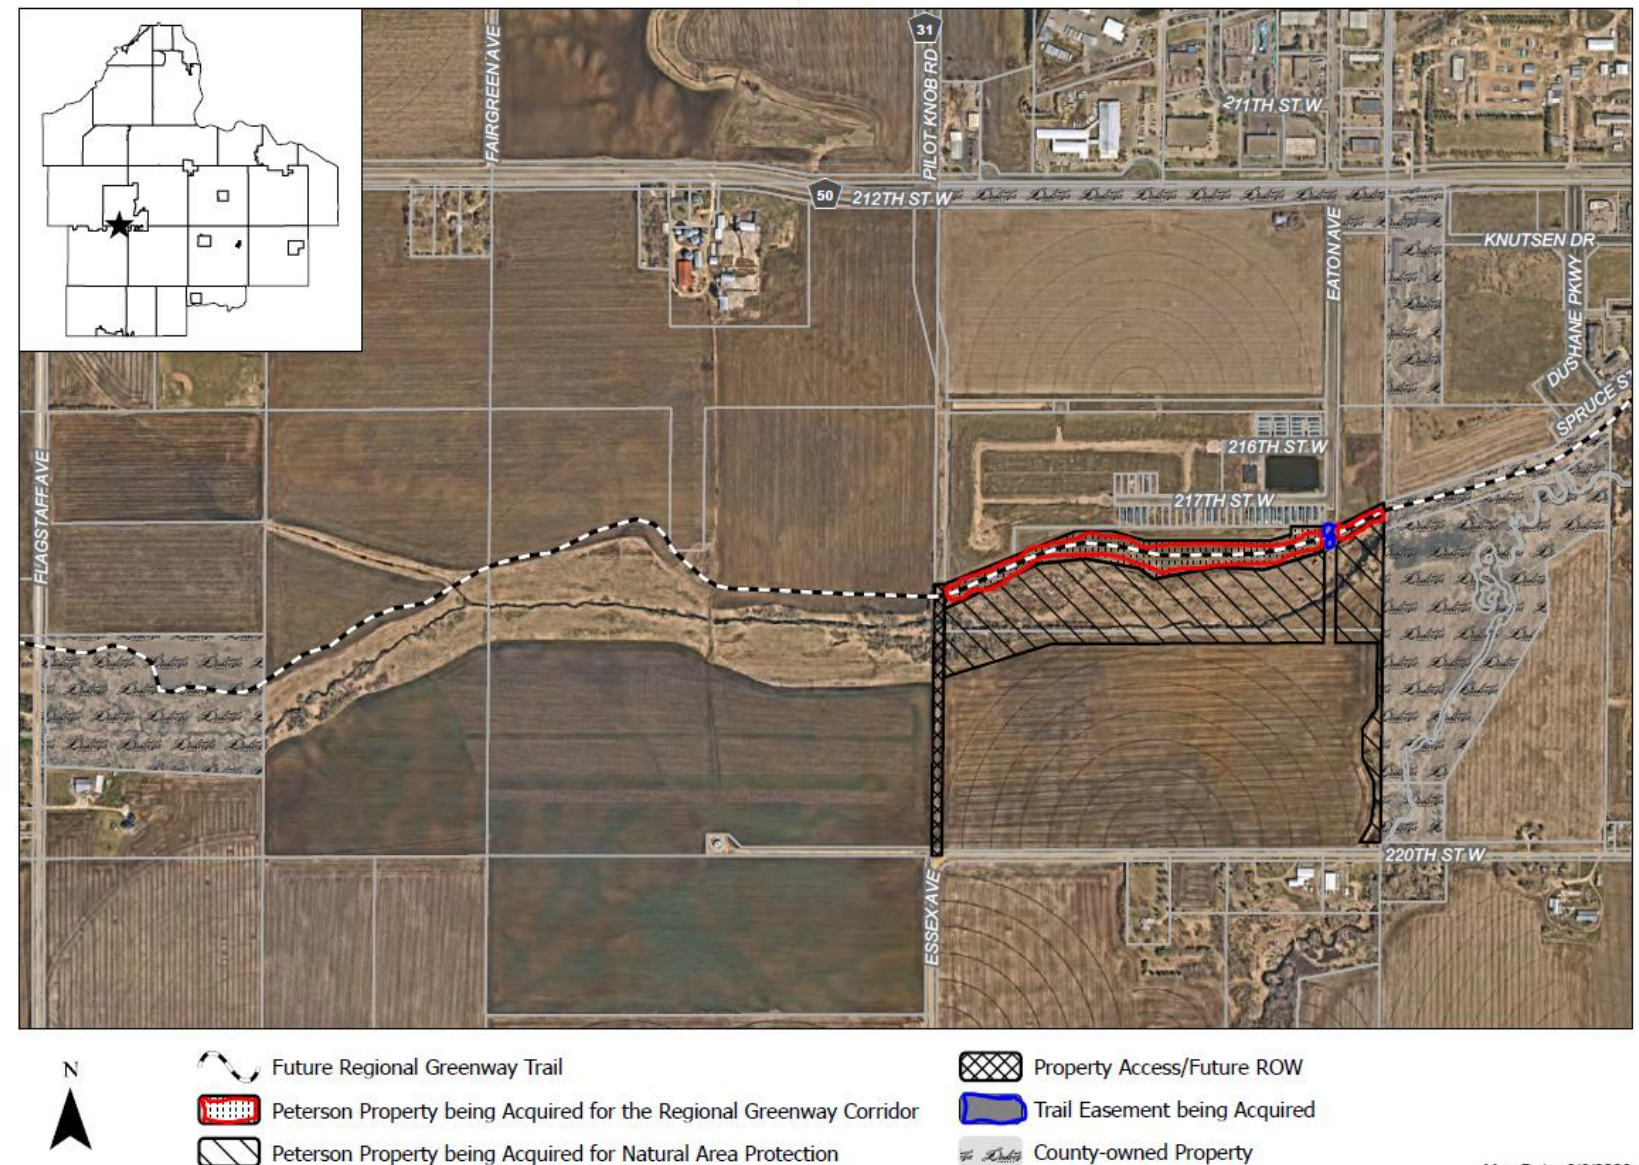 31
FAIRGREEN AVE
PILOT KNOB RD
211TH ST W
50
212TH ST W
EATON AVE
KNUTSEN DR
DUSHANE PKWY
SPRUCE ST
216TH ST W
217TH ST W
FLAGSTAFF AVE
220TH ST W
ESSEX AVE
N
Future Regional Greenway Trail
Peterson Property being Acquired for the Regional Greenway Corridor
Peterson Property being Acquired for Natural Area Protection
Property Access/Future ROW
Trail Easement being Acquired
County-owned Property